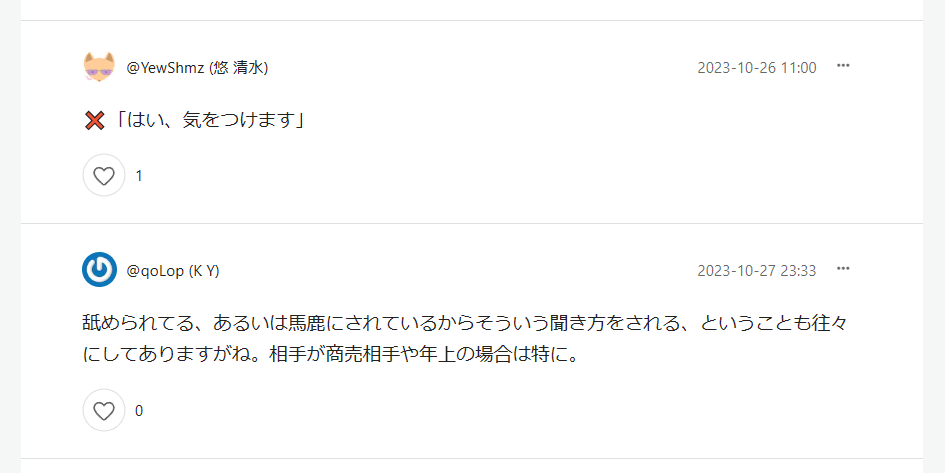 @YewShmz (悠 清水)
2023-10-26 11:00
❌「はい、気をつけます」
1
@qoLop (K Y)
2023-10-27 23:33
舐められてる、あるいは馬鹿にされているからそういう聞き方をされる、ということも往々
にしてありますがね。相手が商売相手や年上の場合は特に。
0